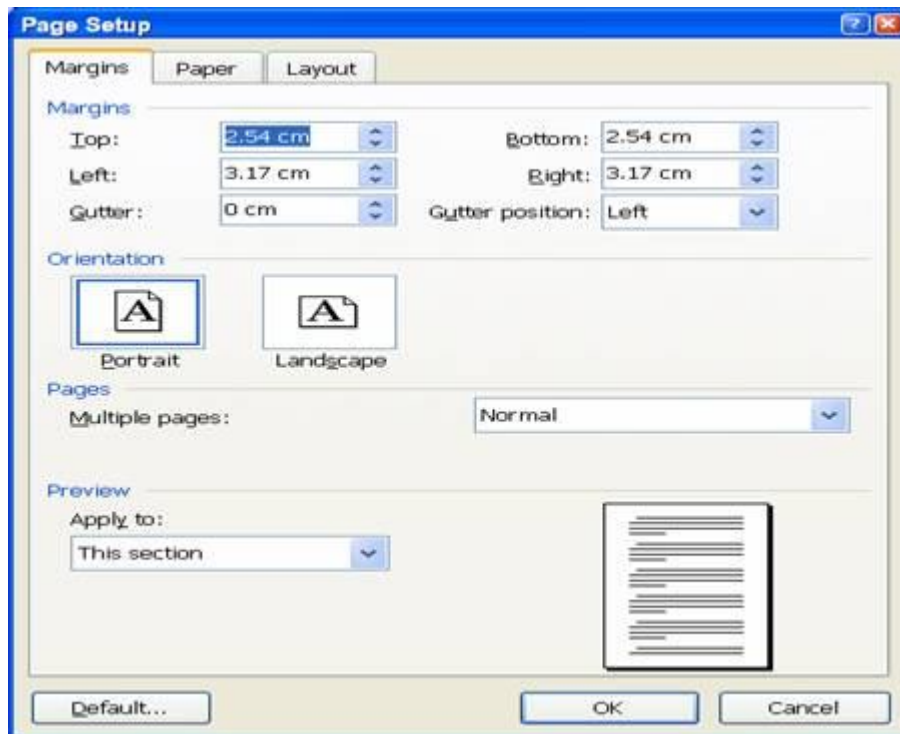 Page Setup
Margins Paper Layout
Margins
Top: 2.54 cm Bottom: 2.54 cm
Left: 3.17 cm Right: 3.17 cm
Gutter: 0 cm Gutter position: Left
Orientation
A A
Portrait Landscape
Pages
Multiple pages: Normal
Preview
Apply to:
This section
Default... OK Cancel